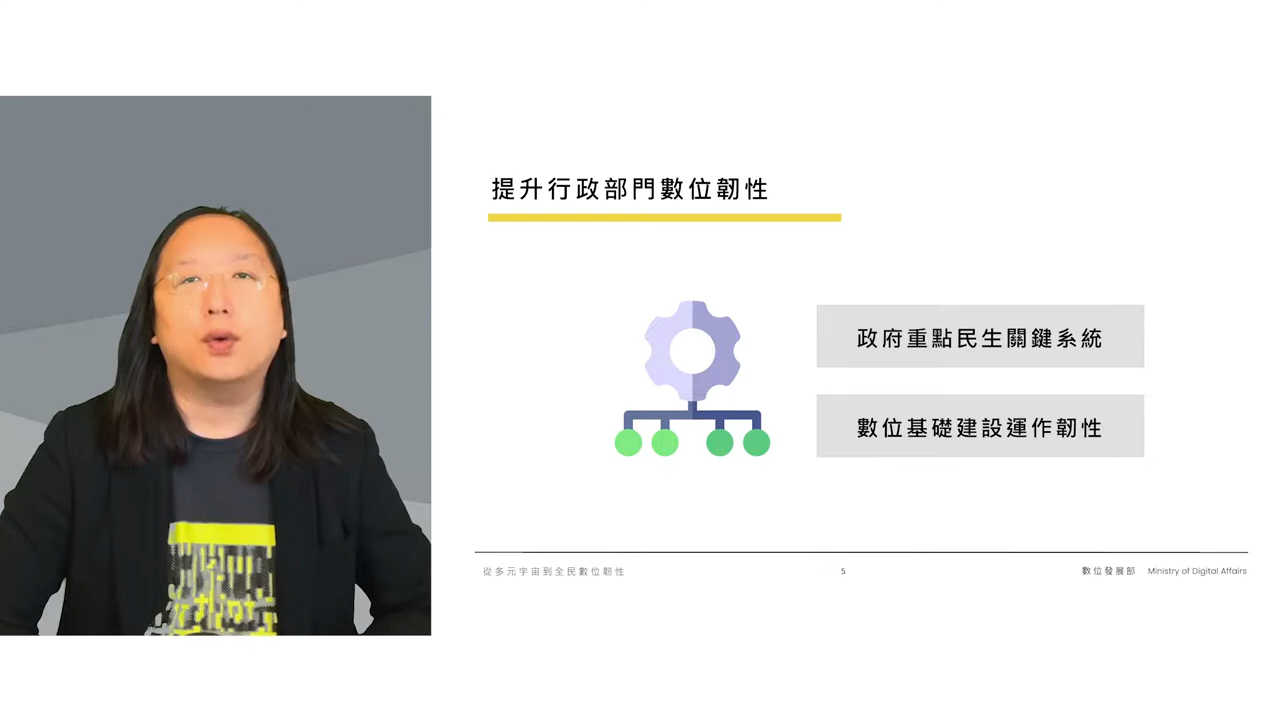 提升行政部門數位韌性
政府重點民生關鍵系統
數位基礎建設運作韌性
從多元宇宙到全民數位韌性
5
數位發展部 Ministry of Digital Affairs